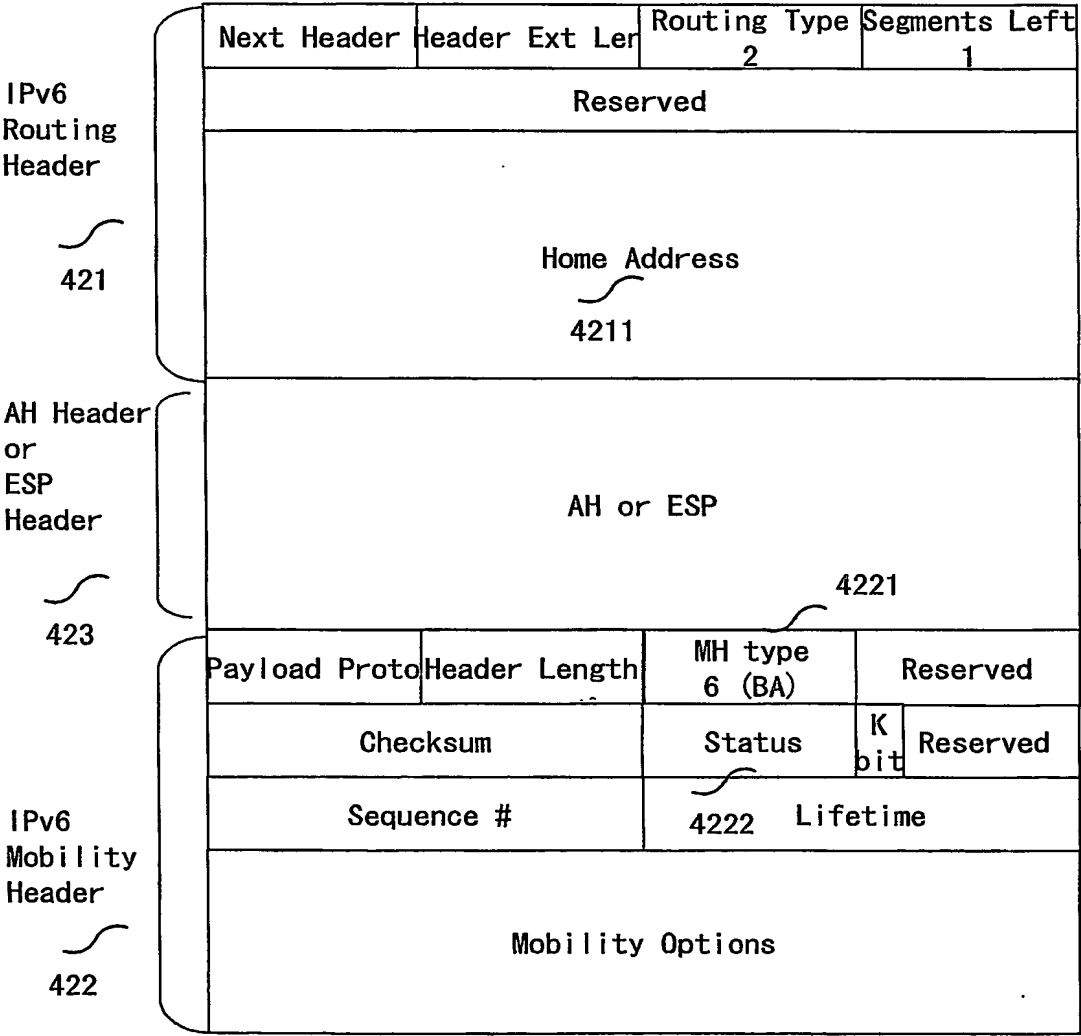 Next Header
Header Ext Len
Routing Type
2
Segments Left
1
IPv6
Routing
Header
421
Reserved
Home Address
4211
AH Header
or
ESP
Header
423
AH or ESP
4221
Payload Proto
Header Length
MH type
6 (BA)
Reserved
Checksum
Status
K
bit
Reserved
Sequence #
4222
Lifetime
IPv6
Mobility
Header
422
Mobility Options